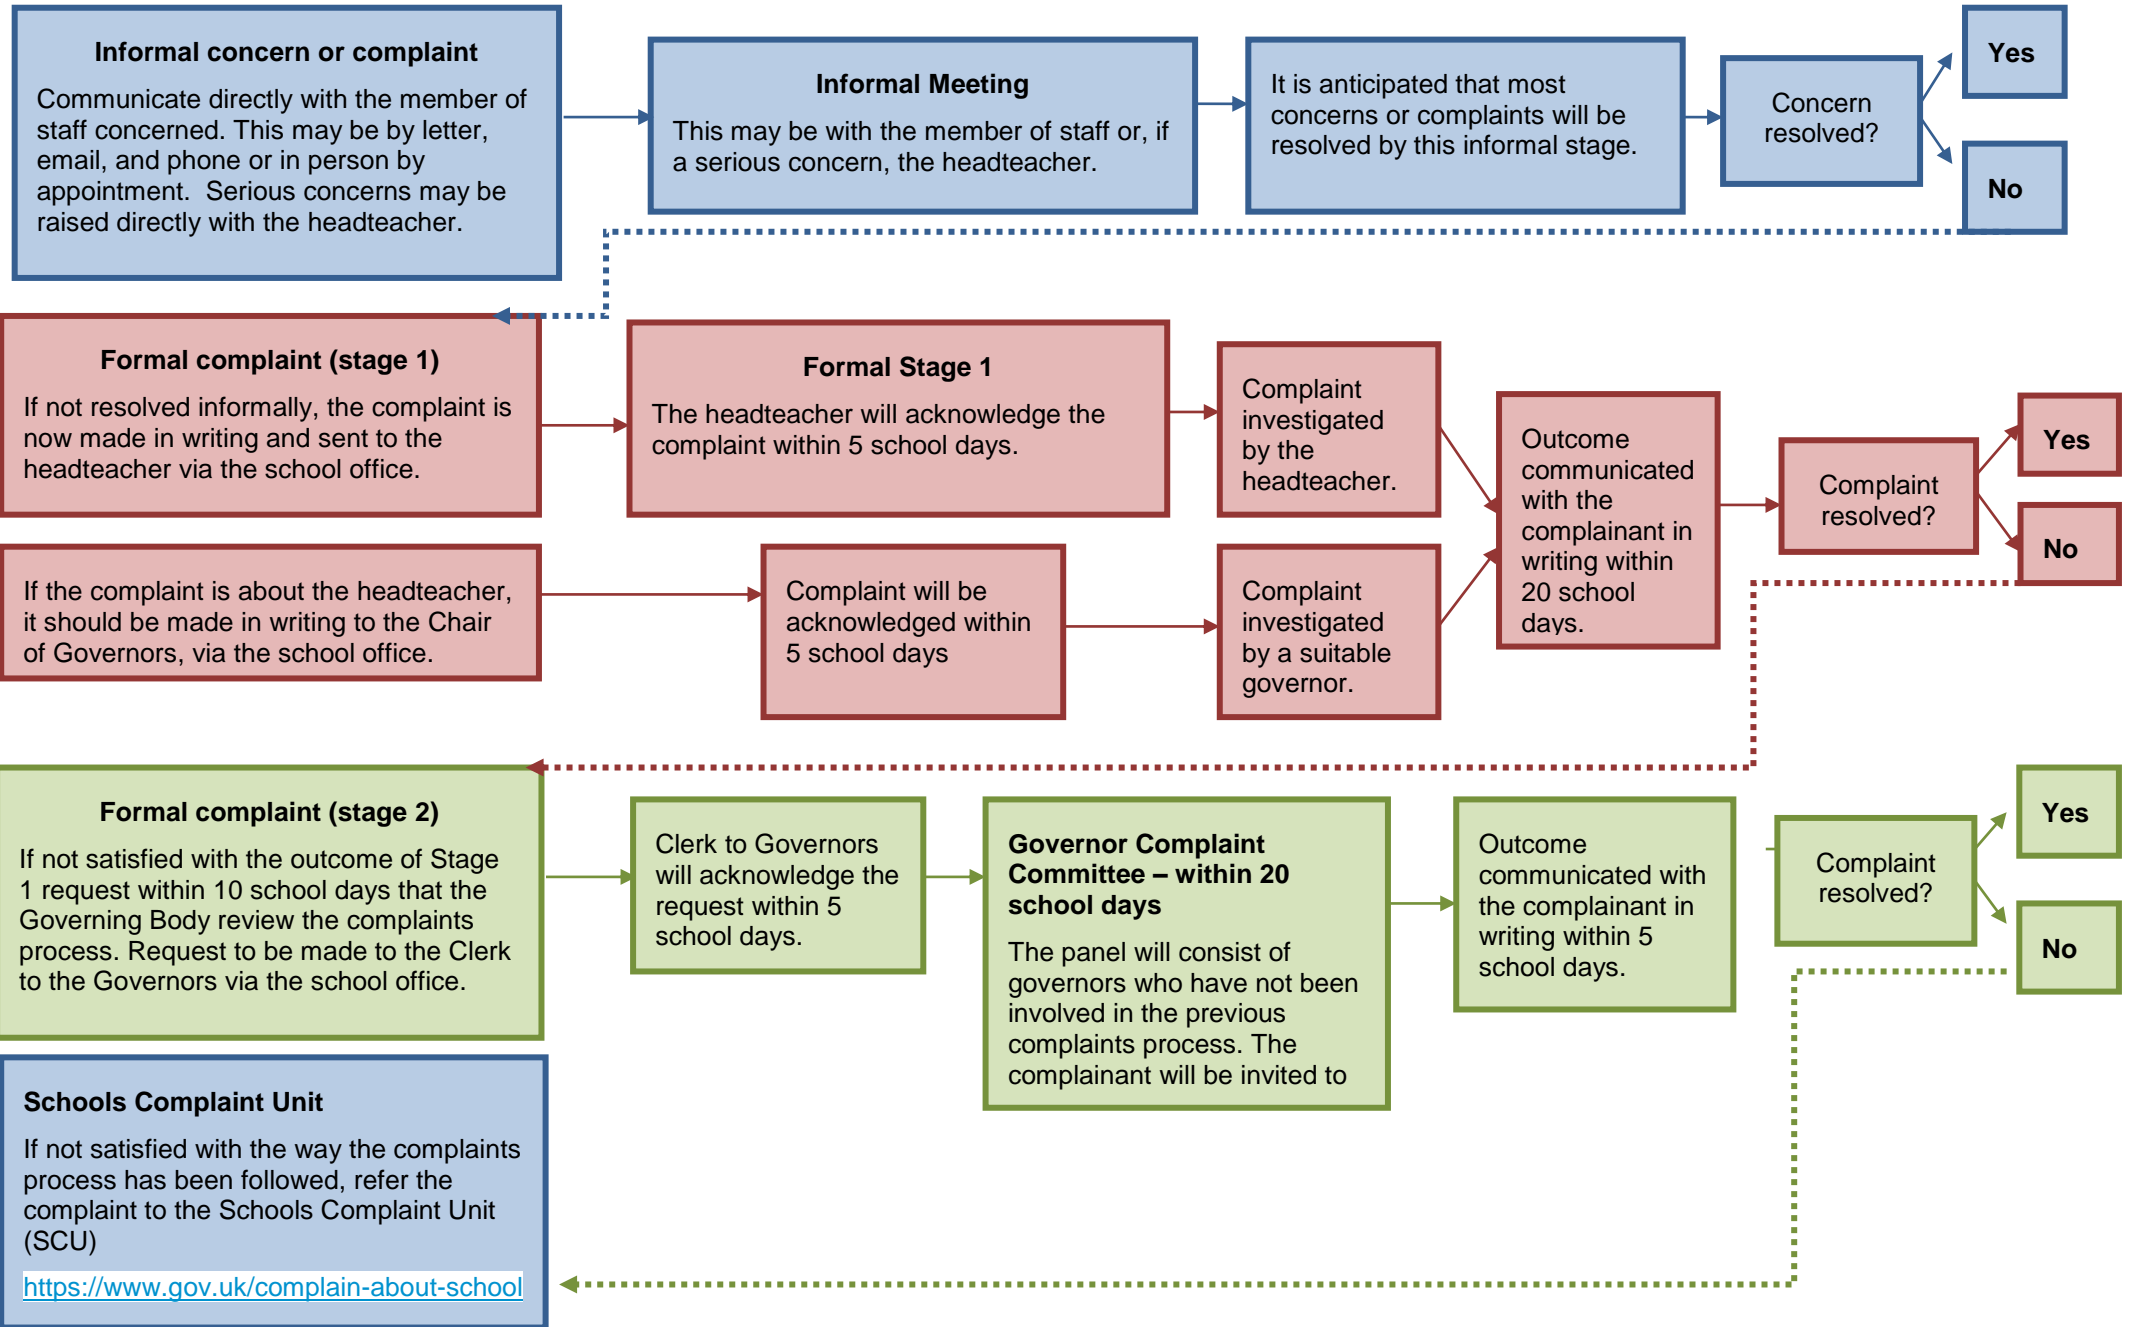 Informal concern or complaint
Communicate directly with the member of
staff concerned. This may be by letter,
email, and phone or in person by
appointment.  Serious concerns may be
raised directly with the headteacher.
Informal Meeting
This may be with the member of staff or, if
a serious concern, the headteacher.
It is anticipated that most
concerns or complaints will be
resolved by this informal stage.
Concern
resolved?
Yes
No
Formal complaint (stage 1)
If not resolved informally, the complaint is
now made in writing and sent to the
headteacher via the school office.
Formal Stage 1
The headteacher will acknowledge the
complaint within 5 school days.
Complaint
investigated
by the
headteacher.
If the complaint is about the headteacher,
it should be made in writing to the Chair
of Governors, via the school office.
Complaint will be
acknowledged within
5 school days
Complaint
investigated
by a suitable
governor.
Outcome
communicated
with the
complainant in
writing within
20 school
days.
Complaint
resolved?
Yes
No
Formal complaint (stage 2)
If not satisfied with the outcome of Stage
1 request within 10 school days that the
Governing Body review the complaints
process. Request to be made to the Clerk
to the Governors via the school office.
Clerk to Governors
will acknowledge the
request within 5
school days.
Governor Complaint
Committee – within 20
school days
The panel will consist of
governors who have not been
involved in the previous
complaints process. The
complainant will be invited to
Outcome
communicated with
the complainant in
writing within 5
school days.
Complaint
resolved?
Yes
No
Schools Complaint Unit
If not satisfied with the way the complaints
process has been followed, refer the
complaint to the Schools Complaint Unit
(SCU)
https://www.gov.uk/complain-about-school